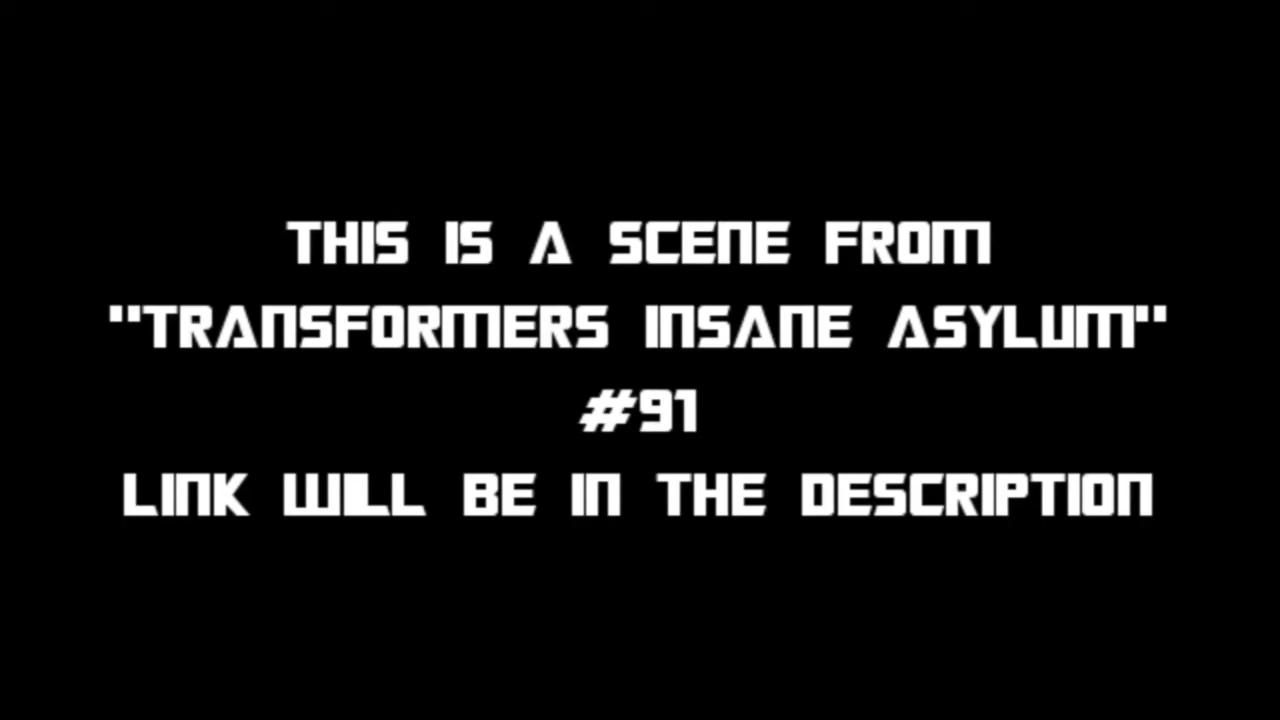 THIS IS A SCENE FROM
"TRANSFORMERS INSANE ASYLUM"
#91
LINK WILL BE IN THE DESCRIPTION